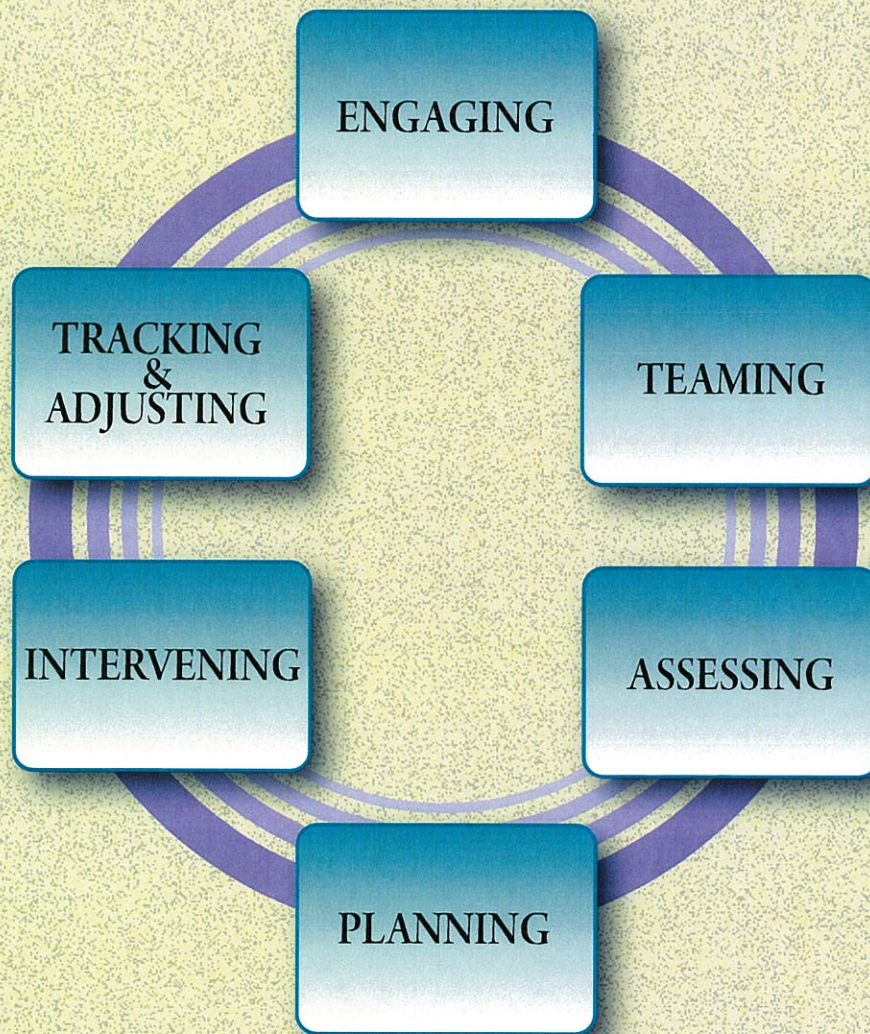 ENGAGING
TEAMING
ASSESSING
PLANNING
INTERVENING
TRACKING
&
ADJUSTING